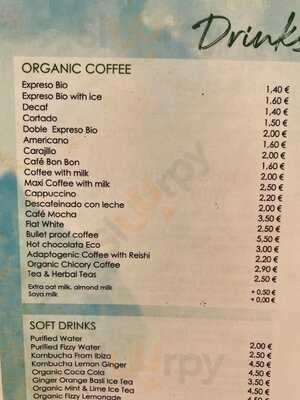 Drinks
ORGANIC COFFEE
Expreso Bio 1,40 €
Expreso Bio with ice 1,60 €
Decaf 1,40 €
Cortado 1,50 €
Doble Expreso Bio 2,00 €
Americano 1,60 €
Carajillo 2,00 €
Café Bon Bon 1,60 €
Coffee with milk 2,00 €
Maxi Coffee with milk 2,50 €
Cappuccino 2,20 €
Descafeinado con leche 2,00 €
Café Mocha 3,50 €
Flat White 2,50 €
Bullet proof coffee 5,50 €
Hot chocolata Eco 3,00 €
Adaptogenic Coffee with Reishi 2,20 €
Organic Chicory Coffee 2,90 €
Tea & Herbal Teas 2,50 €
Extra oat milk, almond milk + 0,50 €
Soya milk + 0,00 €
SOFT DRINKS
Purified Water
Purified Fizzy Water 2,00 €
Kombucha From Ibiza 2,50 €
Kombucha Lemon Ginger 4,50 €
Organic Coca Cola 4,50 €
Ginger Orange Basil Ice Tea 3,50 €
Organic Mint & Lime Ice Tea 4,50 €
Organic Fizzy Lemonade 4,50 €